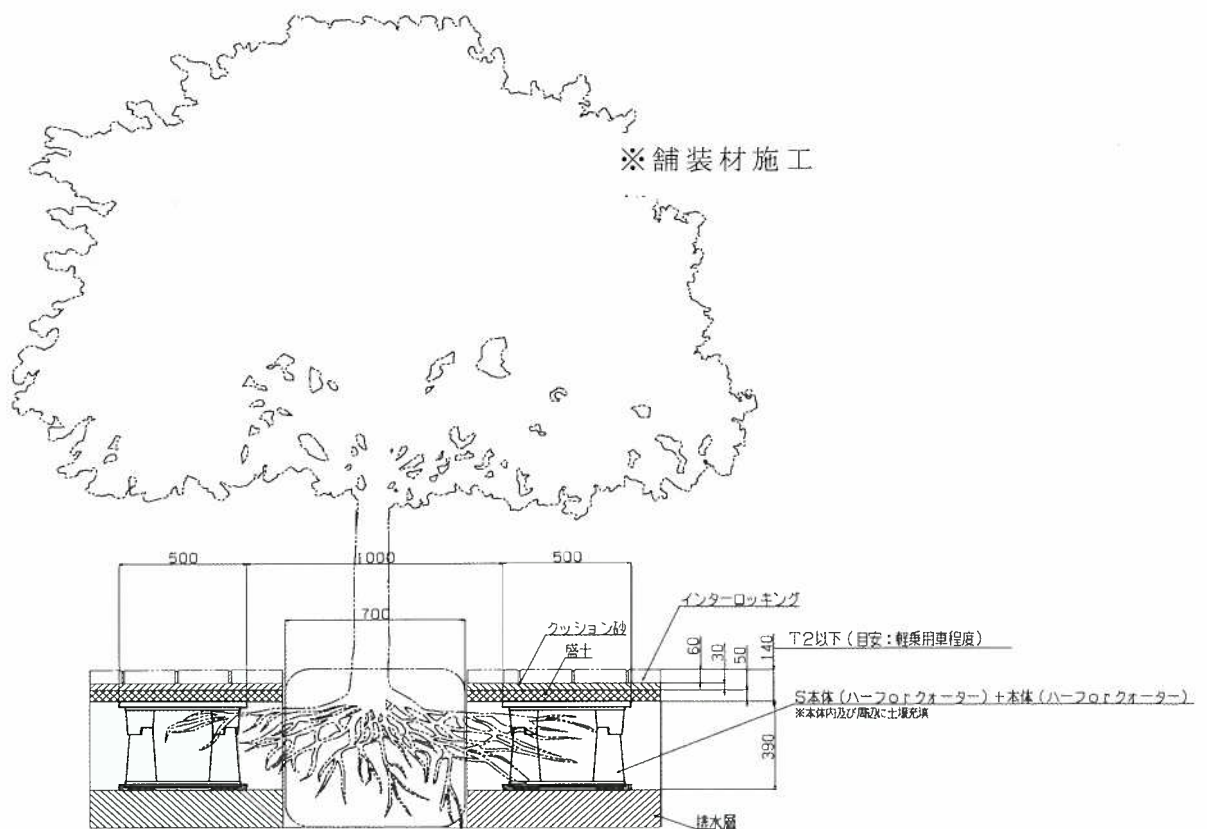 ※舗装材施工
500
1000
500
700
インターロッキング
クッション砂
盛土
60
30
50
140
T2以下(目安:軽乗用車程度)
S本体(ハーフorクォーター)+本体(ハーフorクォーター)
※本体内及び周辺に土壌充填
390
排水層